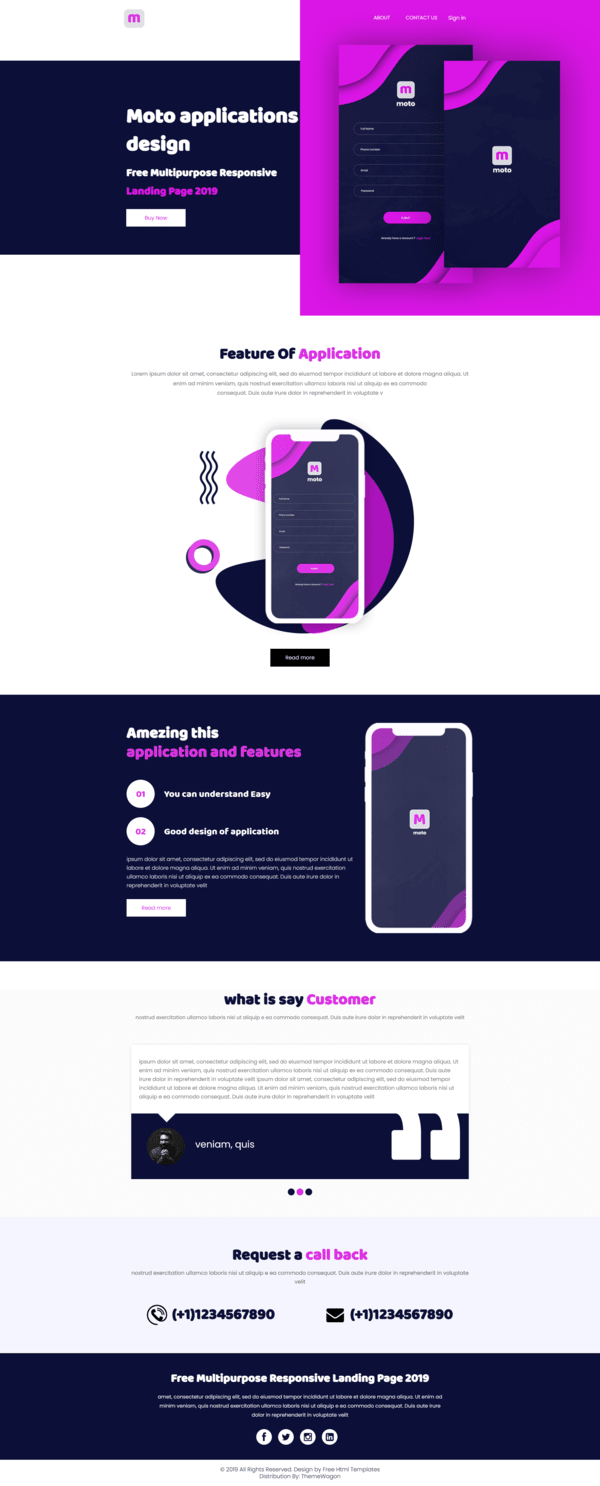 m
ABOUT
CONTACT US
Sign in
Moto applications
design
Free Multipurpose Responsive
Landing Page 2019
Buy Now
m
moto
Full Name
Phone number
Email
Password
Submit
Already have a account ? Login here
m
moto
Feature Of Application
Lorem ipsum dolor sit amet, consectetur adipiscing elit, sed do eiusmod tempor incididunt ut labore et dolore magna aliqua. Ut
enim ad minim veniam, quis nostrud exercitation ullamco laboris nisi ut aliquip ex ea commodo
consequat. Duis aute irure dolor in reprehenderit in voluptate v
M
moto
Full Name
Phone number
Email
Password
Submit
Already have a account ? Login here
Read more
Amezing this
application and features
01
You can understand Easy
02
Good design of application
ipsum dolor sit amet, consectetur adipiscing elit, sed do eiusmod tempor incididunt ut
labore et dolore magna aliqua. Ut enim ad minim veniam, quis nostrud exercitation
ullamco laboris nisi ut aliquip ex ea commodo consequat. Duis aute irure dolor in
reprehenderit in voluptate velit
Read more
M
moto
what is say Customer
nostrud exercitation ullamco laboris nisi ut aliquip e ea commodo consequat. Duis aute irure dolor in reprehenderit in voluptate velit
ipsum dolor sit amet, consectetur adipiscing elit, sed do eiusmod tempor incididunt ut labore et dolore magna aliqua. Ut
enim ad minim veniam, quis nostrud exercitation ullamco laboris nisi ut aliquip ex ea commodo consequat. Duis aute
irure dolor in reprehenderit in voluptate velit ipsum dolor sit amet, consectetur adipiscing elit, sed do eiusmod tempor
incididunt ut labore et dolore magna aliqua. Ut enim ad minim veniam, quis nostrud exercitation ullamco laboris nisi ut
aliquip ex ea commodo consequat. Duis aute irure dolor in reprehenderit in voluptate velit
veniam, quis
Request a call back
nostrud exercitation ullamco laboris nisi ut aliquip e ea commodo consequat. Duis aute irure dolor in reprehenderit in voluptate
velit
(+1)1234567890
(+1)1234567890
Free Multipurpose Responsive Landing Page 2019
amet, consectetur adipiscing elit, sed do eiusmod tempor incididunt ut labore et dolore magna aliqua. Ut enim ad
minim veniam, quis nostrud exercitation ullamco laboris nisi ut aliquip ex ea commodo consequat. Duis aute irure
dolor in reprehenderit in voluptate velit
© 2019 All Rights Reserved. Design by Free Html Templates
Distribution By: ThemeWagon